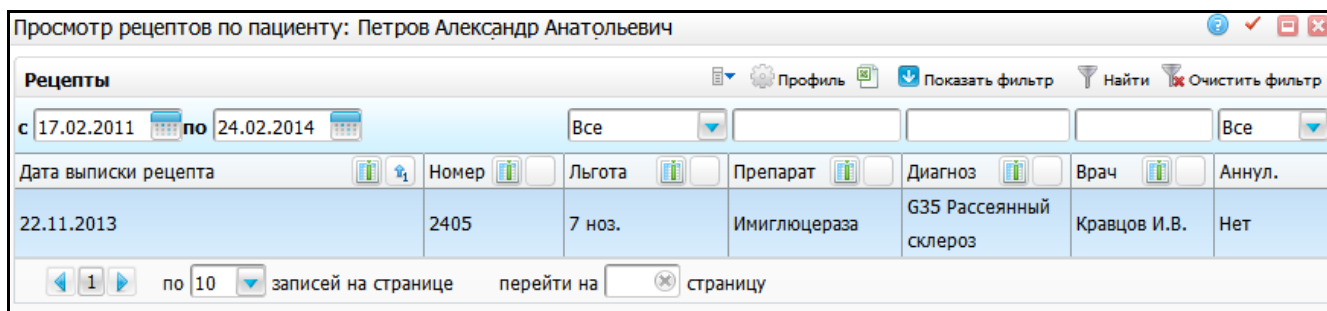 Просмотр рецептов по пациенту: Петров Александр Анатольевич
Рецепты Профиль Показать фильтр Найти Очистить фильтр
с 17.02.2011 по 24.02.2014 Все Все
Дата выписки рецепта 1 Номер Льгота Препарат Диагноз Врач Аннул.
22.11.2013 2405 7 ноз. Имиглюцераза G35 Рассеянный склероз Кравцов И.В. Нет
1 по 10 записей на странице перейти на страницу